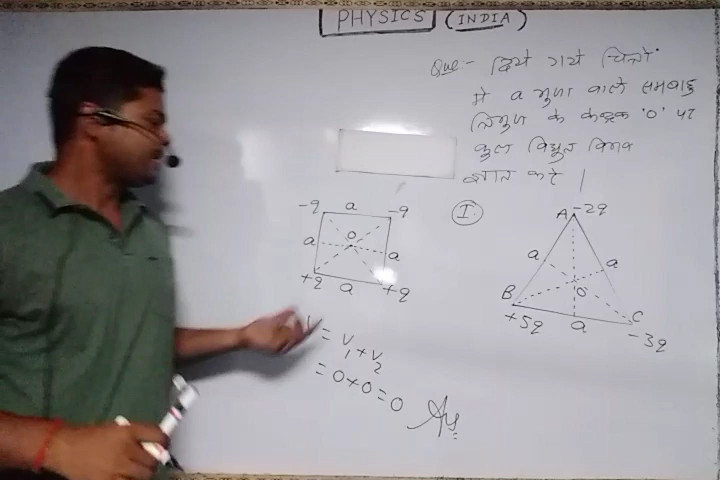 PHYSICS (INDIA)
Que:- दिये गये चित्रों
में a भुजा वाले समबाहु
त्रिभुज के केन्द्रक 'O' पर
कुल विद्युत विभव
ज्ञात करें |
-q a -q
a O a
+q a +q
I.
A -2q
a a
O
B C
+5q a -3q
V = V1 + V2
= 0 + 0 = 0 Ans